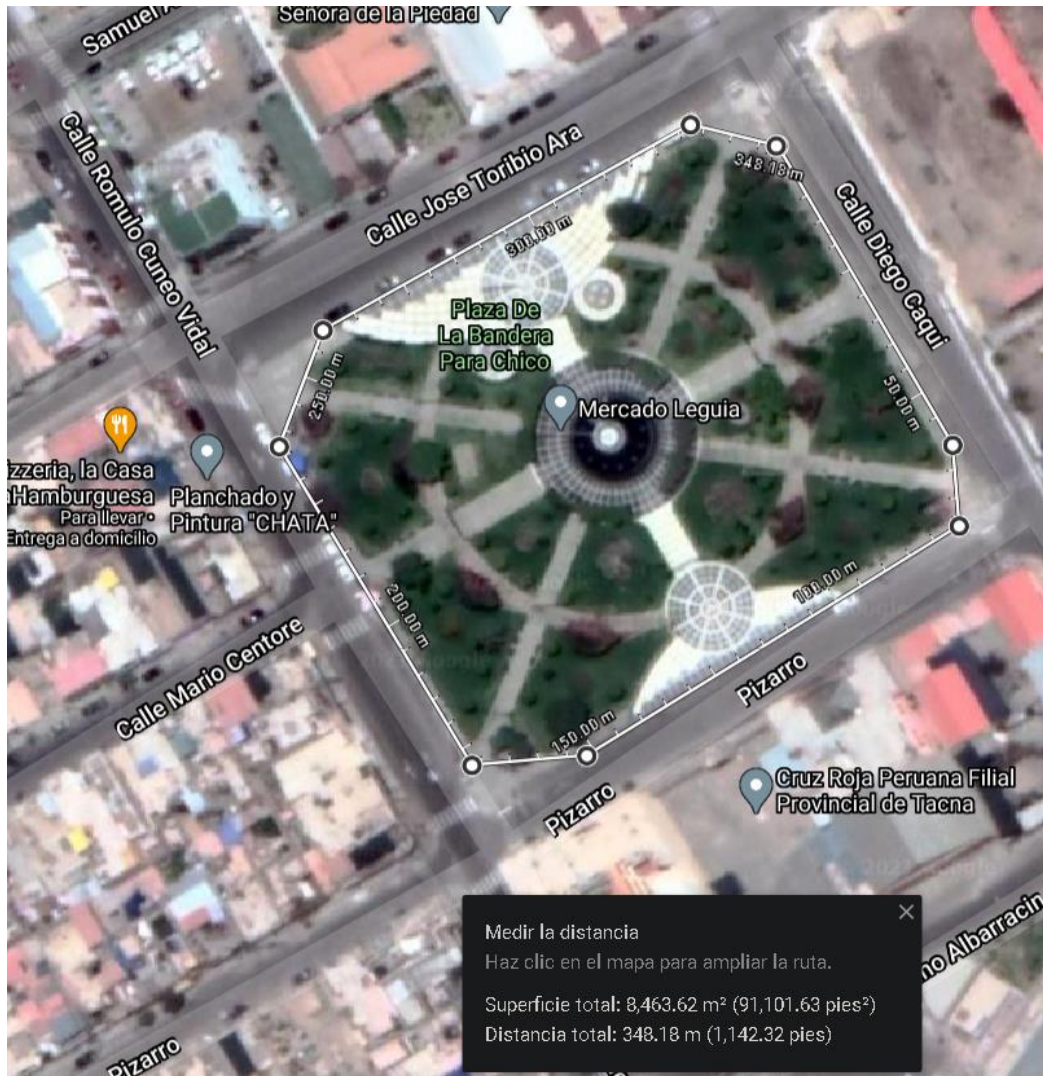 Señora de la Piedad
Samuel A
Calle Romulo Cuneo Vidal
Calle Jose Toribio Ara
348.18 m
300.00 m
Calle Diego Caqui
Plaza De
La Bandera
Para Chico
250.00 m
50.00 m
Mercado Leguia
izzeria, la Casa
aHamburguesa
Para llevar •
Entrega a domicilio
Planchado y
Pintura "CHATA"
200.00 m
100.00 m
Calle Mario Centore
Pizarro
150.00 m
Pizarro
Cruz Roja Peruana Filial
Provincial de Tacna
no Albarracin
Medir la distancia
Haz clic en el mapa para ampliar la ruta.
Superficie total: 8,463.62 m² (91,101.63 pies²)
Distancia total: 348.18 m (1,142.32 pies)
Pizarro